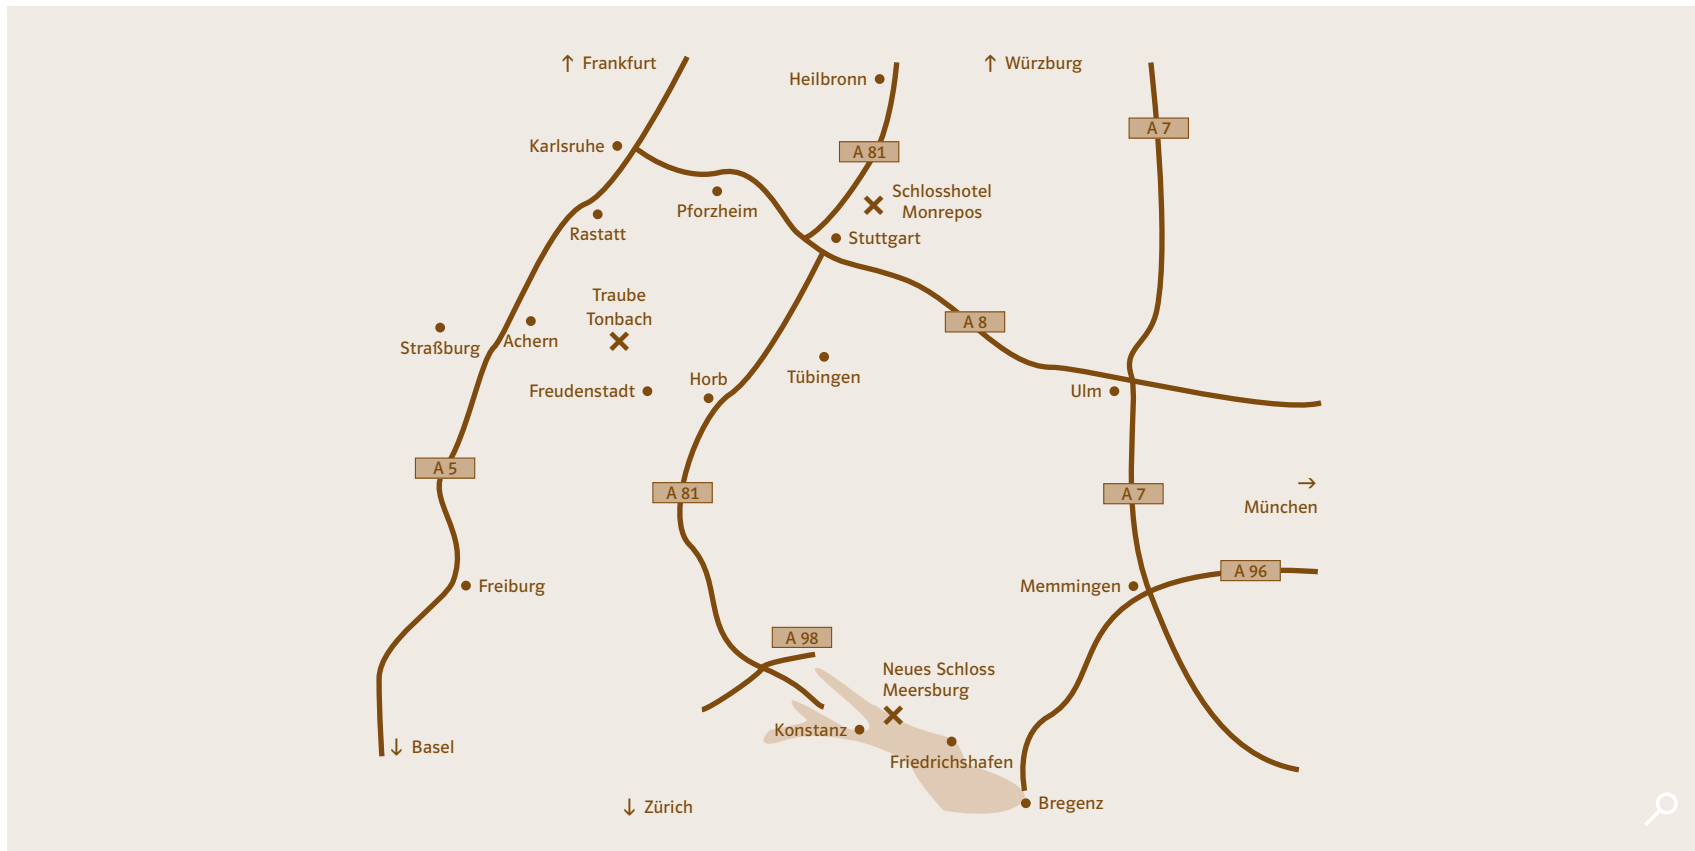 ↑ Frankfurt
Heilbronn
↑ Würzburg
A 7
Karlsruhe
A 81
Schlosshotel
Monrepos
Pforzheim
Rastatt
Stuttgart
Traube
Tonbach
A 8
Straßburg
Achern
Freudenstadt
Horb
Tübingen
Ulm
A 5
A 81
A 7
→
München
Freiburg
Memmingen
A 96
A 98
Neues Schloss
Meersburg
Konstanz
↓ Basel
Friedrichshafen
↓ Zürich
Bregenz